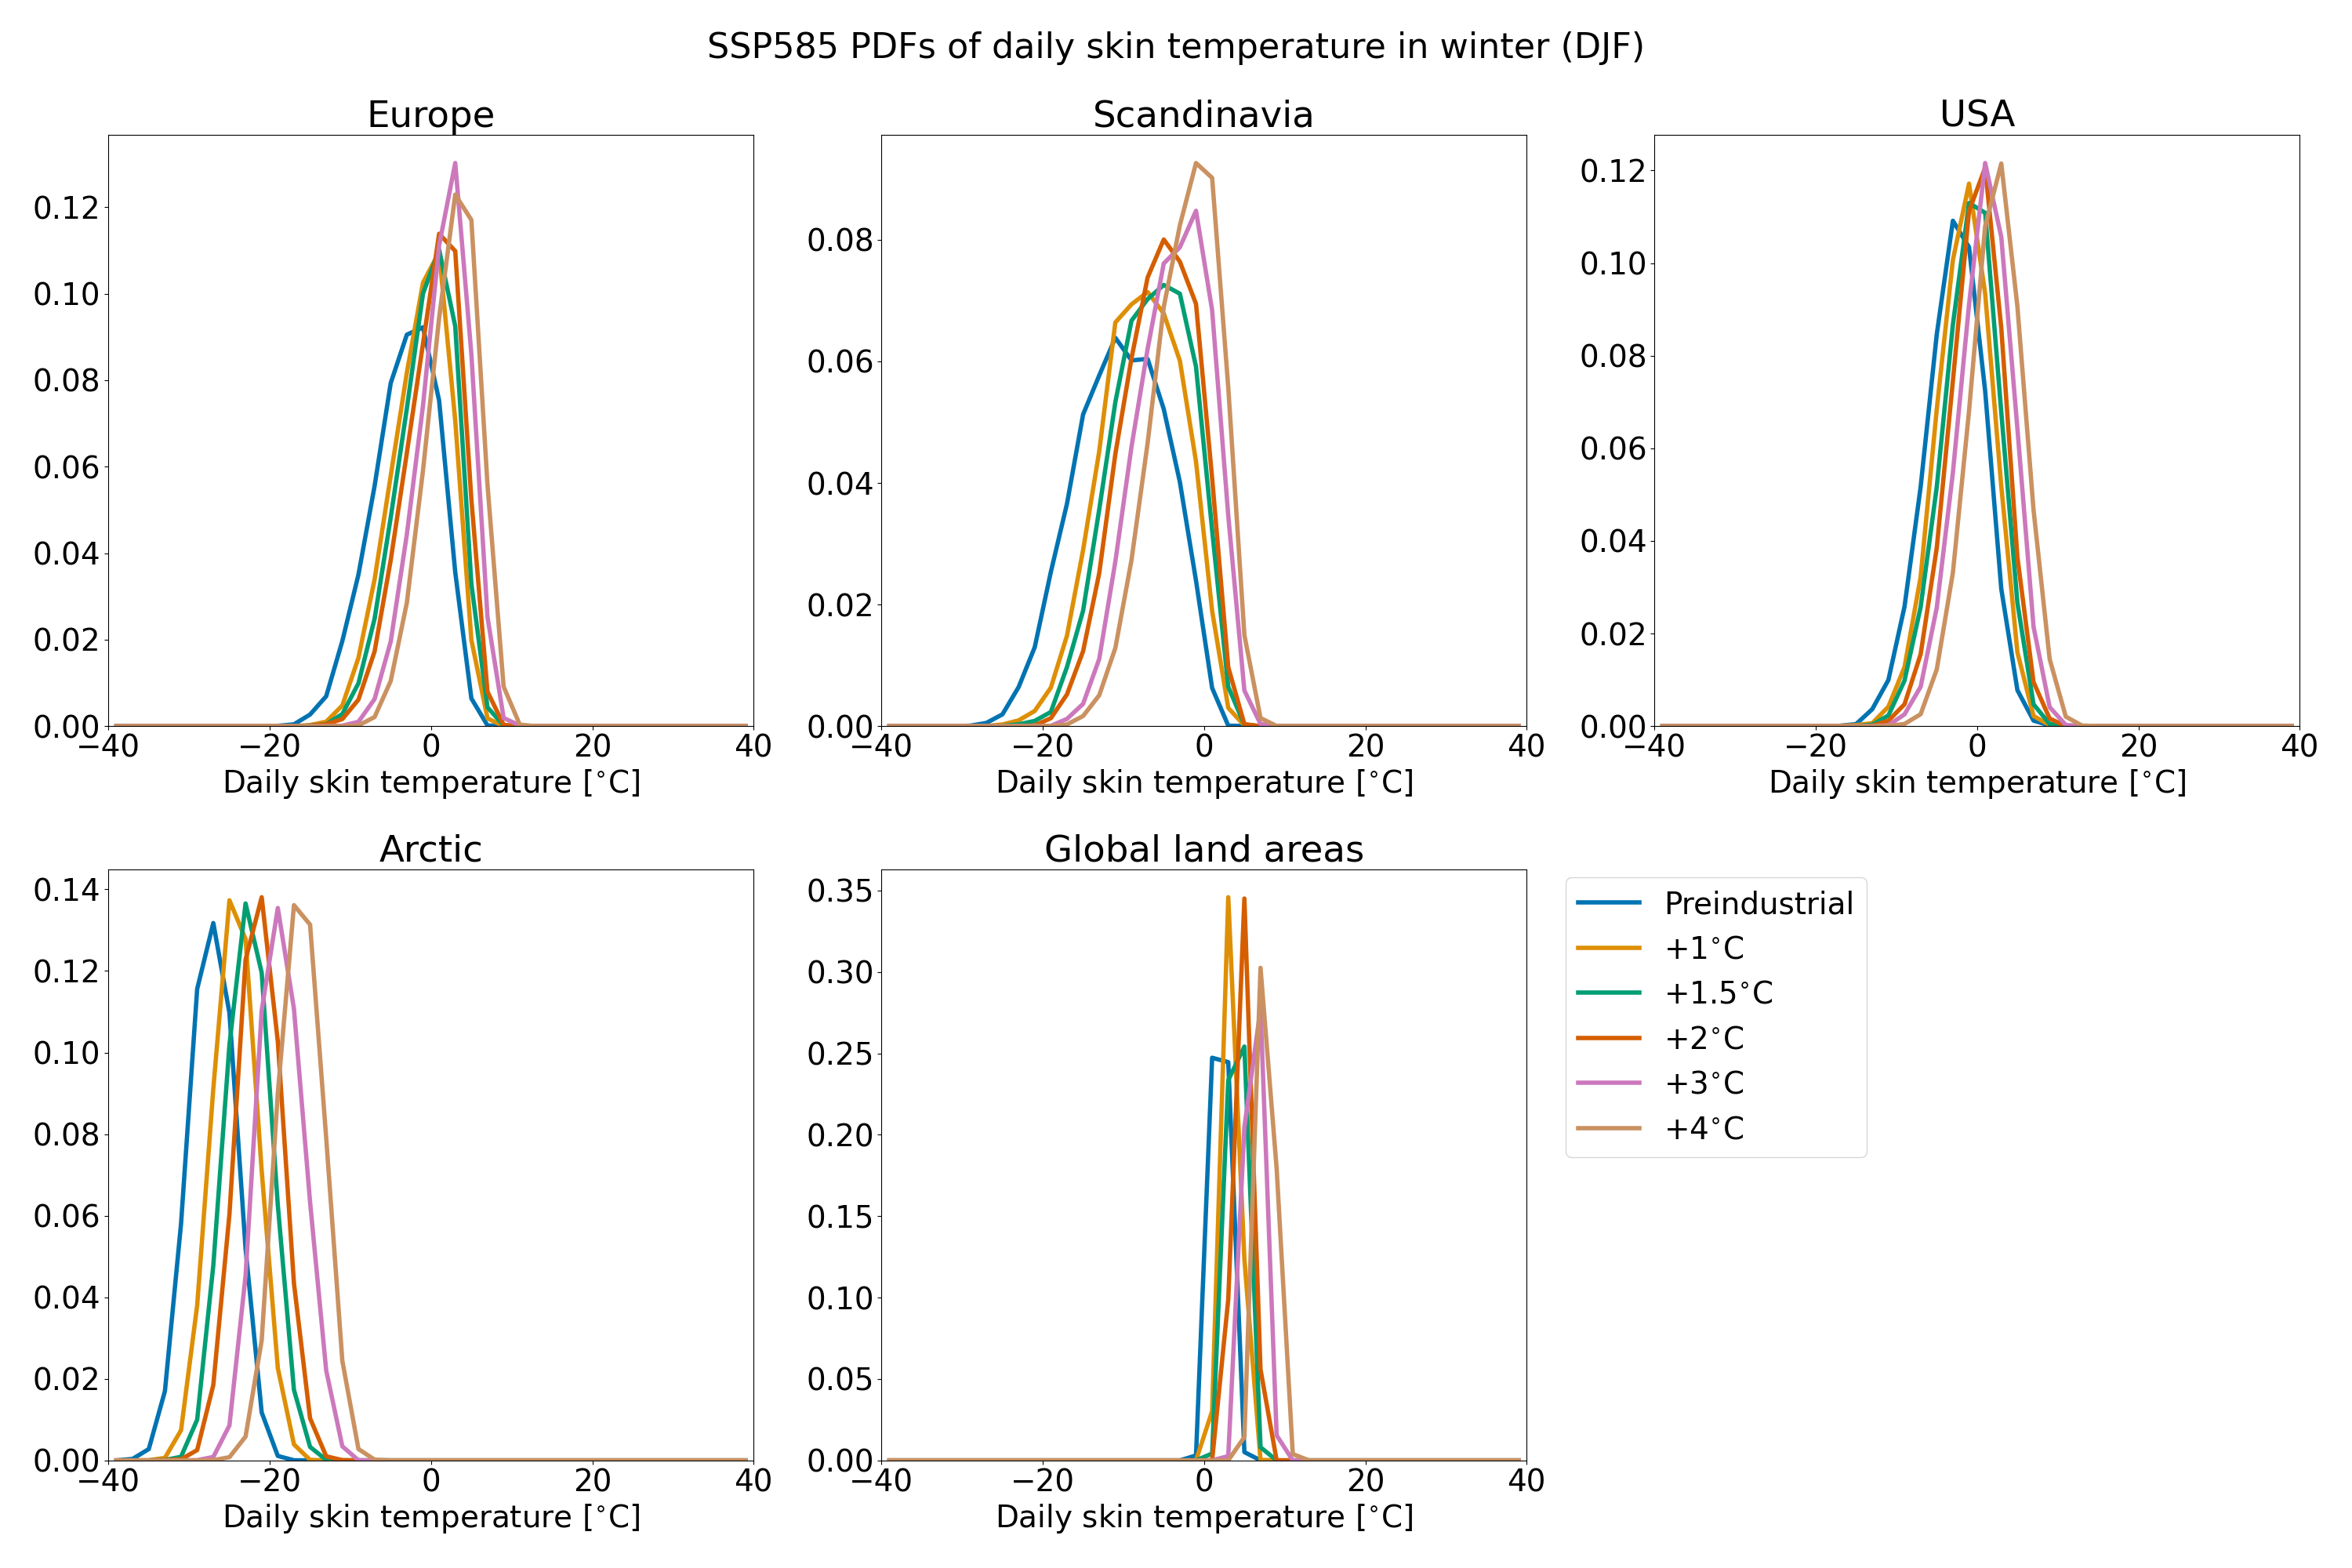 SSP585 PDFs of daily skin temperature in winter (DJF)
Europe
0.12
0.10
0.08
0.06
0.04
0.02
0.00
−40 −20 0 20 40
Daily skin temperature [°C]
Scandinavia
0.08
0.06
0.04
0.02
0.00
−40 −20 0 20 40
Daily skin temperature [°C]
USA
0.12
0.10
0.08
0.06
0.04
0.02
0.00
−40 −20 0 20 40
Daily skin temperature [°C]
Arctic
0.14
0.12
0.10
0.08
0.06
0.04
0.02
0.00
−40 −20 0 20 40
Daily skin temperature [°C]
Global land areas
0.35
0.30
0.25
0.20
0.15
0.10
0.05
0.00
−40 −20 0 20 40
Daily skin temperature [°C]
Preindustrial
+1°C
+1.5°C
+2°C
+3°C
+4°C